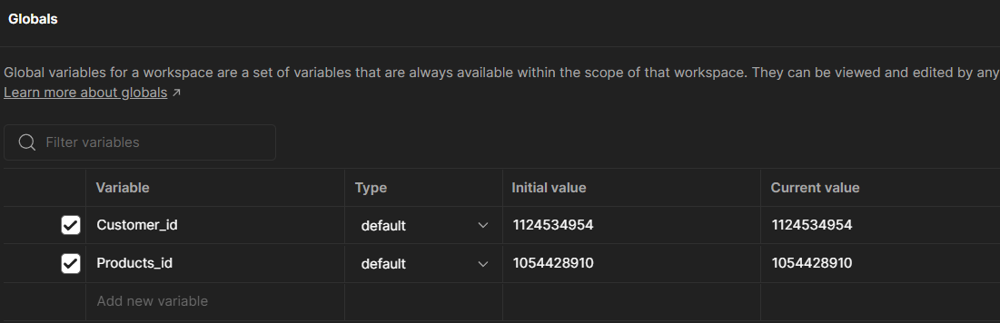 Globals
Global variables for a workspace are a set of variables that are always available within the scope of that workspace. They can be viewed and edited by any
Learn more about globals ↗
Filter variables
Variable Type Initial value Current value
Customer_id default 1124534954 1124534954
Products_id default 1054428910 1054428910
Add new variable